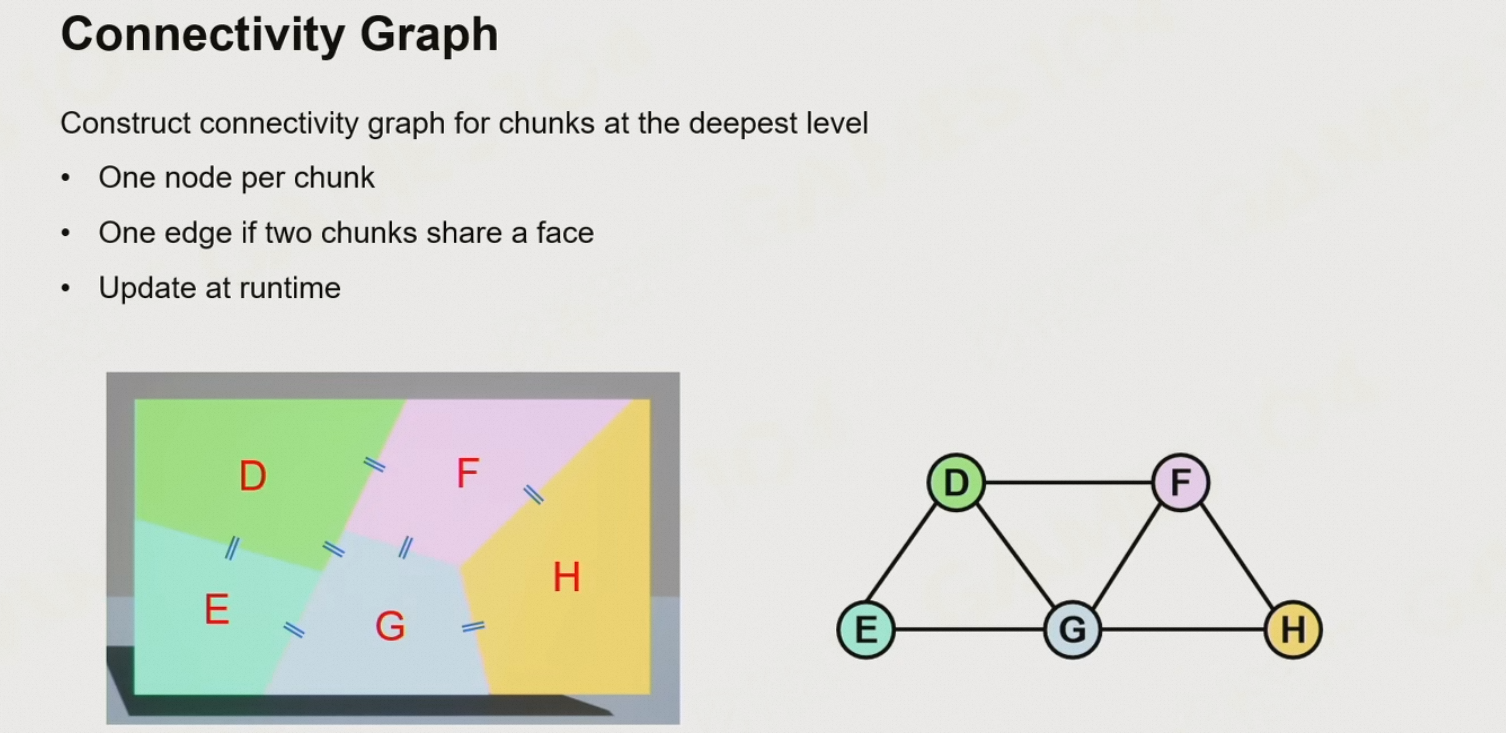 Connectivity Graph
Construct connectivity graph for chunks at the deepest level
• One node per chunk
• One edge if two chunks share a face
• Update at runtime
D
F
H
E
G
D
F
E
G
H